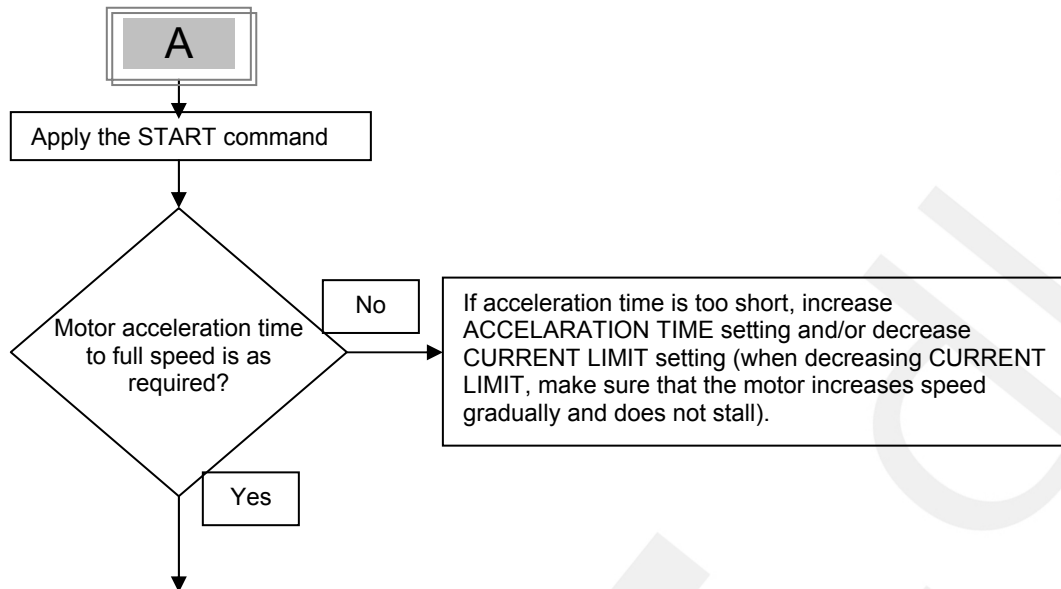 A
Apply the START command
Motor acceleration time
to full speed is as
required?
No
If acceleration time is too short, increase
ACCELARATION TIME setting and/or decrease
CURRENT LIMIT setting (when decreasing CURRENT
LIMIT, make sure that the motor increases speed
gradually and does not stall).
Yes